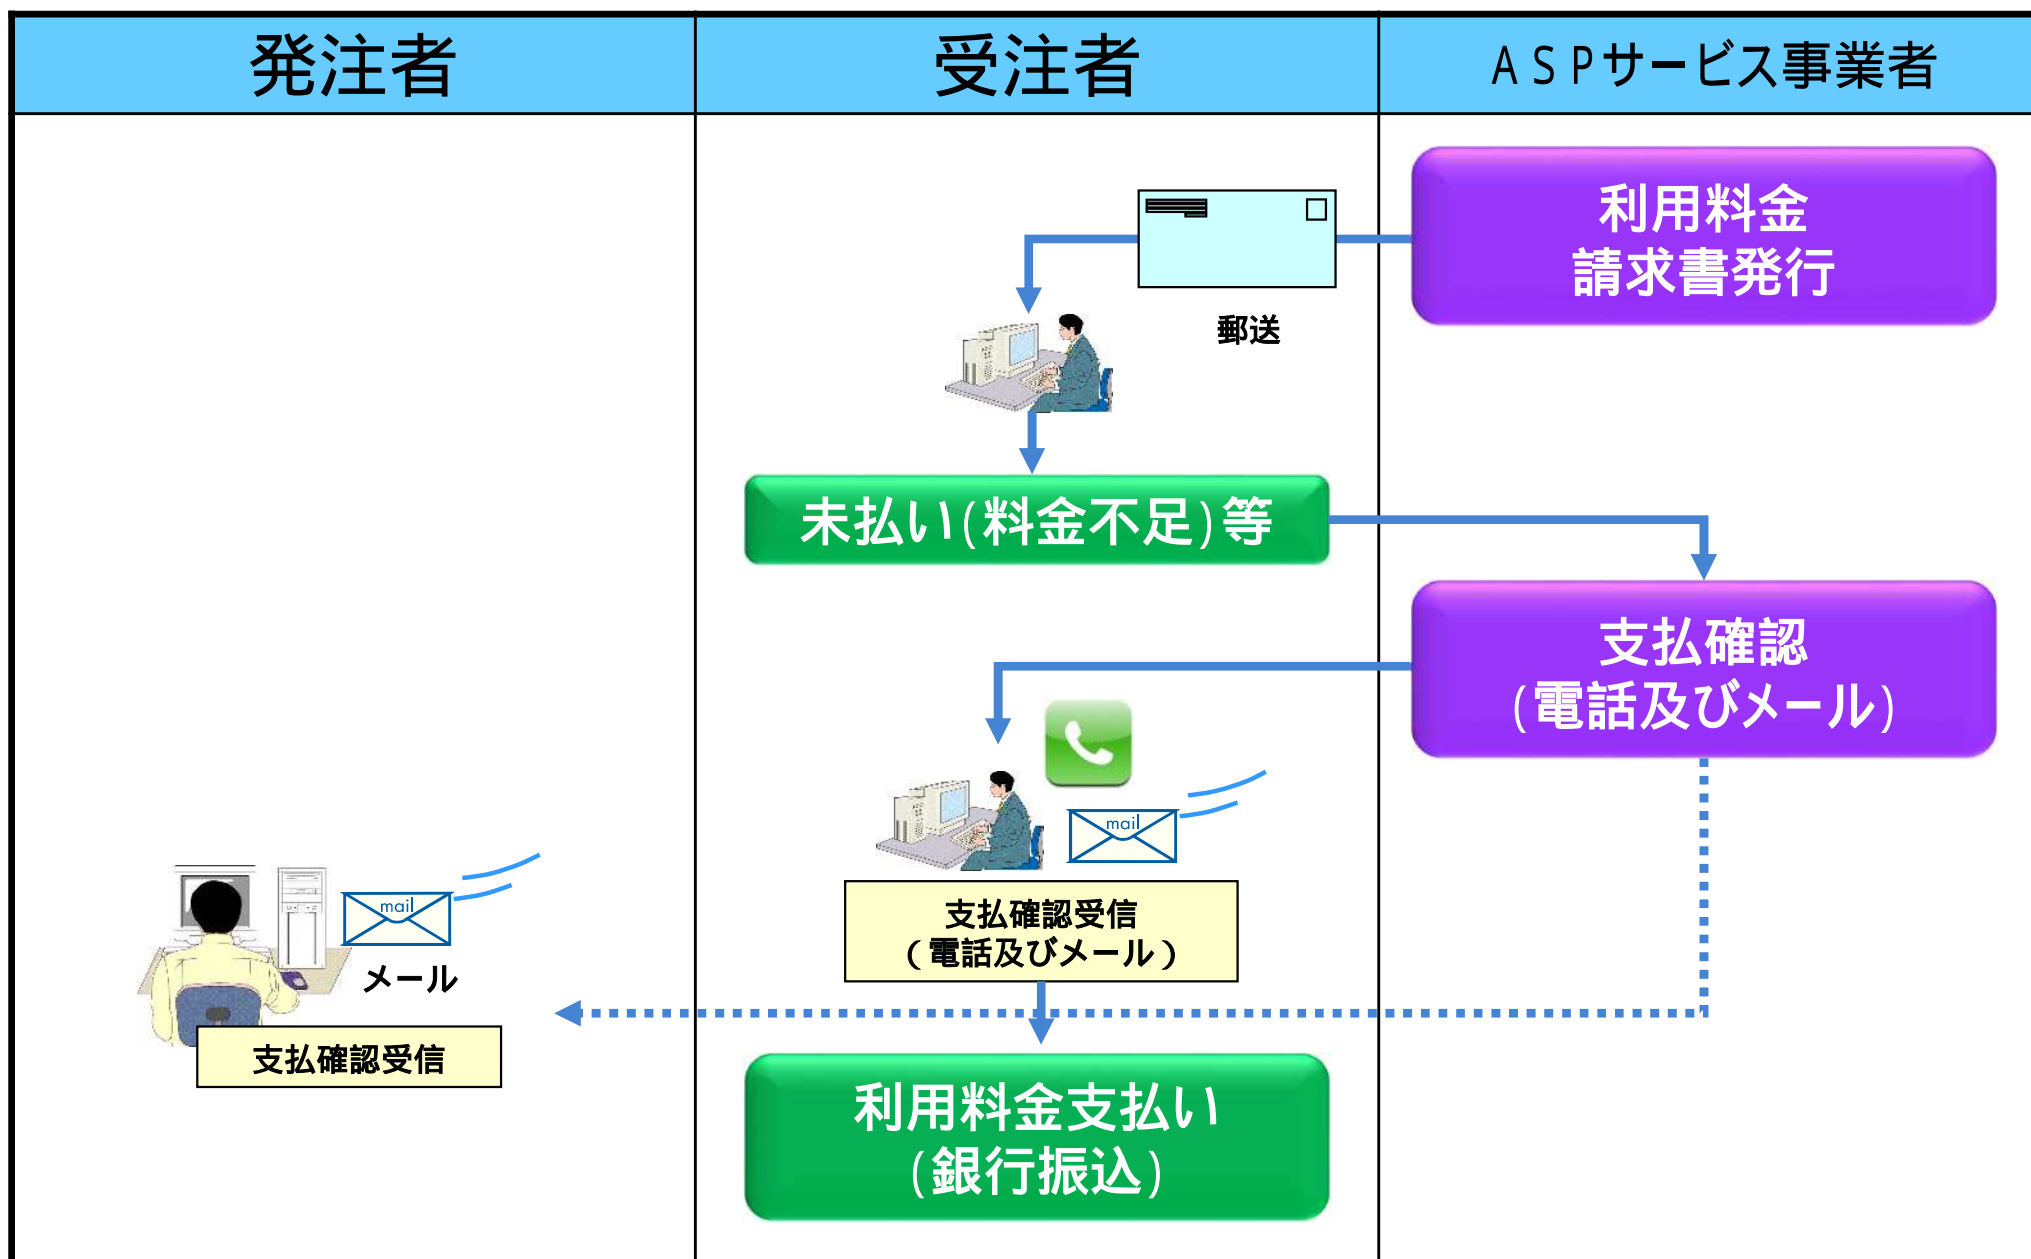 発注者
受注者
ASPサービス事業者
利用料金
請求書発行
郵送
未払い(料金不足)等
支払確認
(電話及びメール)
mail
mail
メール
支払確認受信
(電話及びメール)
支払確認受信
利用料金支払い
(銀行振込)